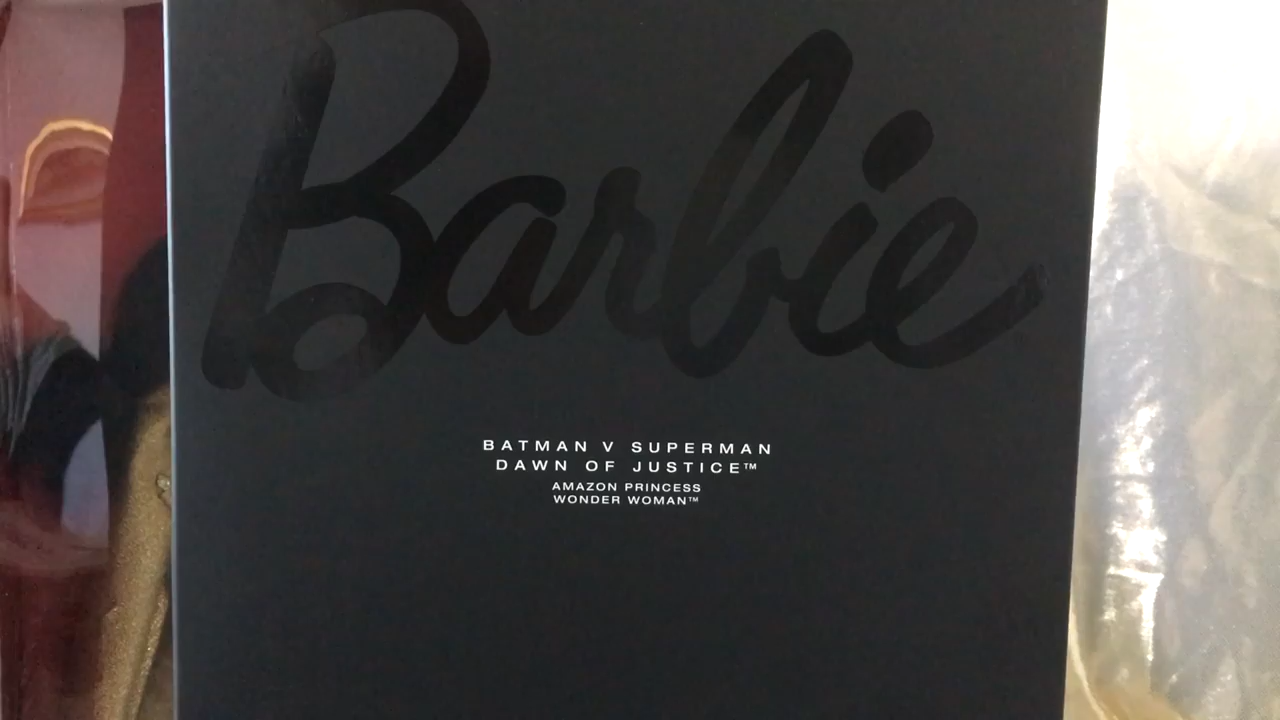 Barbie
BATMAN V SUPERMAN
DAWN OF JUSTICE™
AMAZON PRINCESS
WONDER WOMAN™